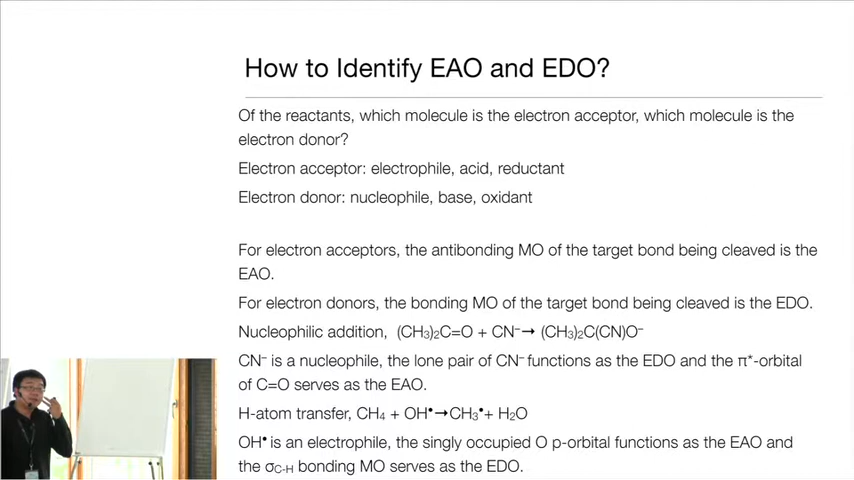 How to Identify EAO and EDO?
Of the reactants, which molecule is the electron acceptor, which molecule is the
electron donor?
Electron acceptor: electrophile, acid, reductant
Electron donor: nucleophile, base, oxidant
For electron acceptors, the antibonding MO of the target bond being cleaved is the
EAO.
For electron donors, the bonding MO of the target bond being cleaved is the EDO.
Nucleophilic addition, (CH₃)₂C=O + CN⁻→ (CH₃)₂C(CN)O⁻
CN⁻ is a nucleophile, the lone pair of CN⁻ functions as the EDO and the π*-orbital
of C=O serves as the EAO.
H-atom transfer, CH₄ + OH•→CH₃•+ H₂O
OH• is an electrophile, the singly occupied O p-orbital functions as the EAO and
the σC-H bonding MO serves as the EDO.